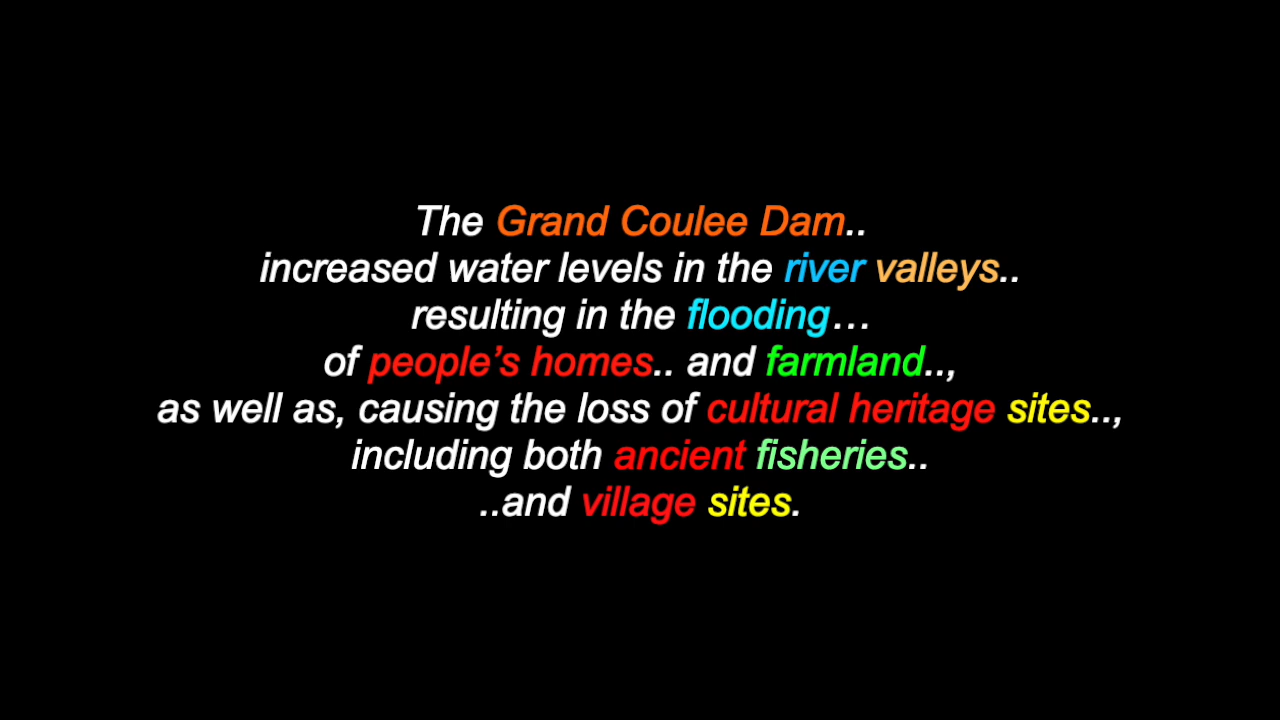 The Grand Coulee Dam..
increased water levels in the river valleys..
resulting in the flooding…
of people’s homes.. and farmland..,
as well as, causing the loss of cultural heritage sites..,
including both ancient fisheries..
..and village sites.